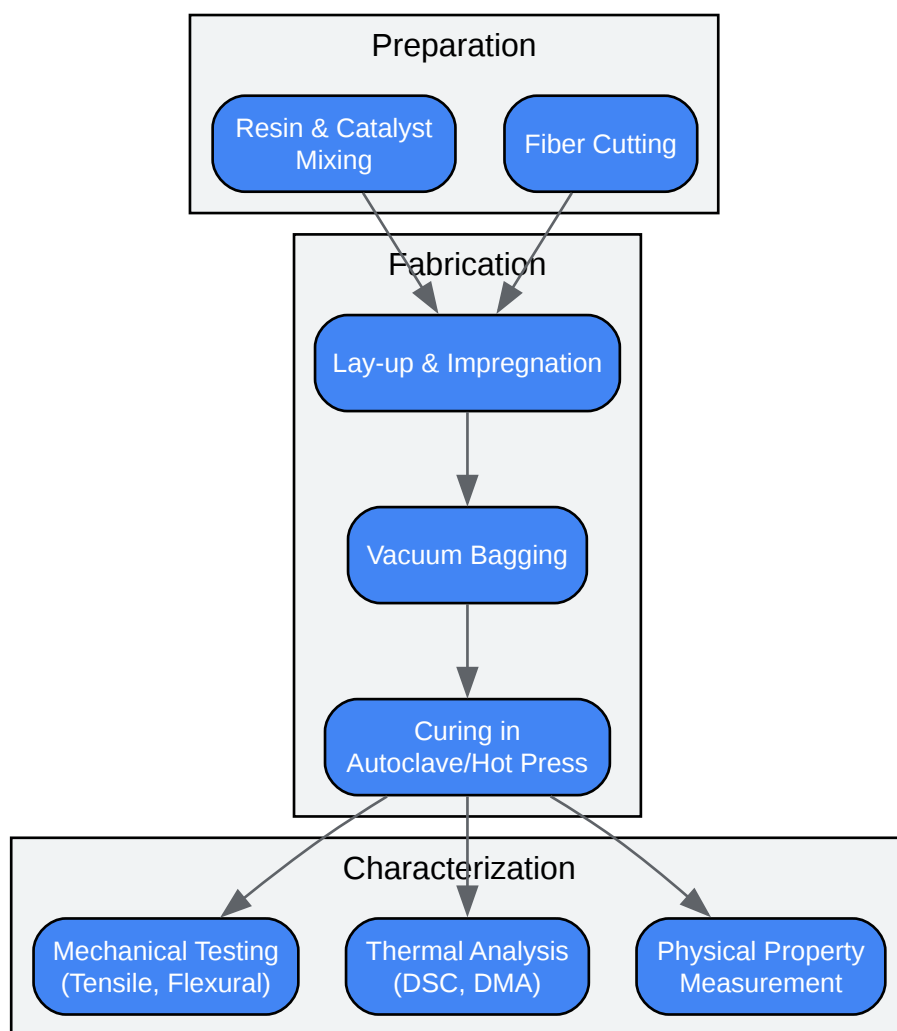 Preparation
Resin & Catalyst
Mixing
Fiber Cutting
Fabrication
Lay-up & Impregnation
Vacuum Bagging
Curing in
Autoclave/Hot Press
Characterization
Mechanical Testing
(Tensile, Flexural)
Thermal Analysis
(DSC, DMA)
Physical Property
Measurement